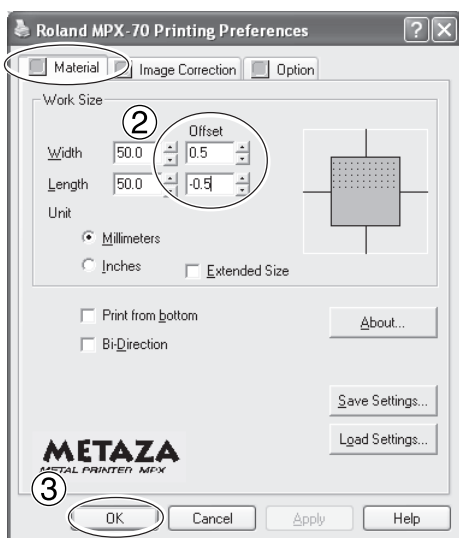 Roland MPX-70 Printing Preferences
Material Image Correction Option
Work Size
② Offset
Width 50.0 0.5
Length 50.0 -0.5
Unit
Millimeters
Inches Extended Size
Print from bottom About...
Bi-Direction
Save Settings...
Load Settings...
METAZA
METAL PRINTER MPX
③
OK Cancel Apply Help